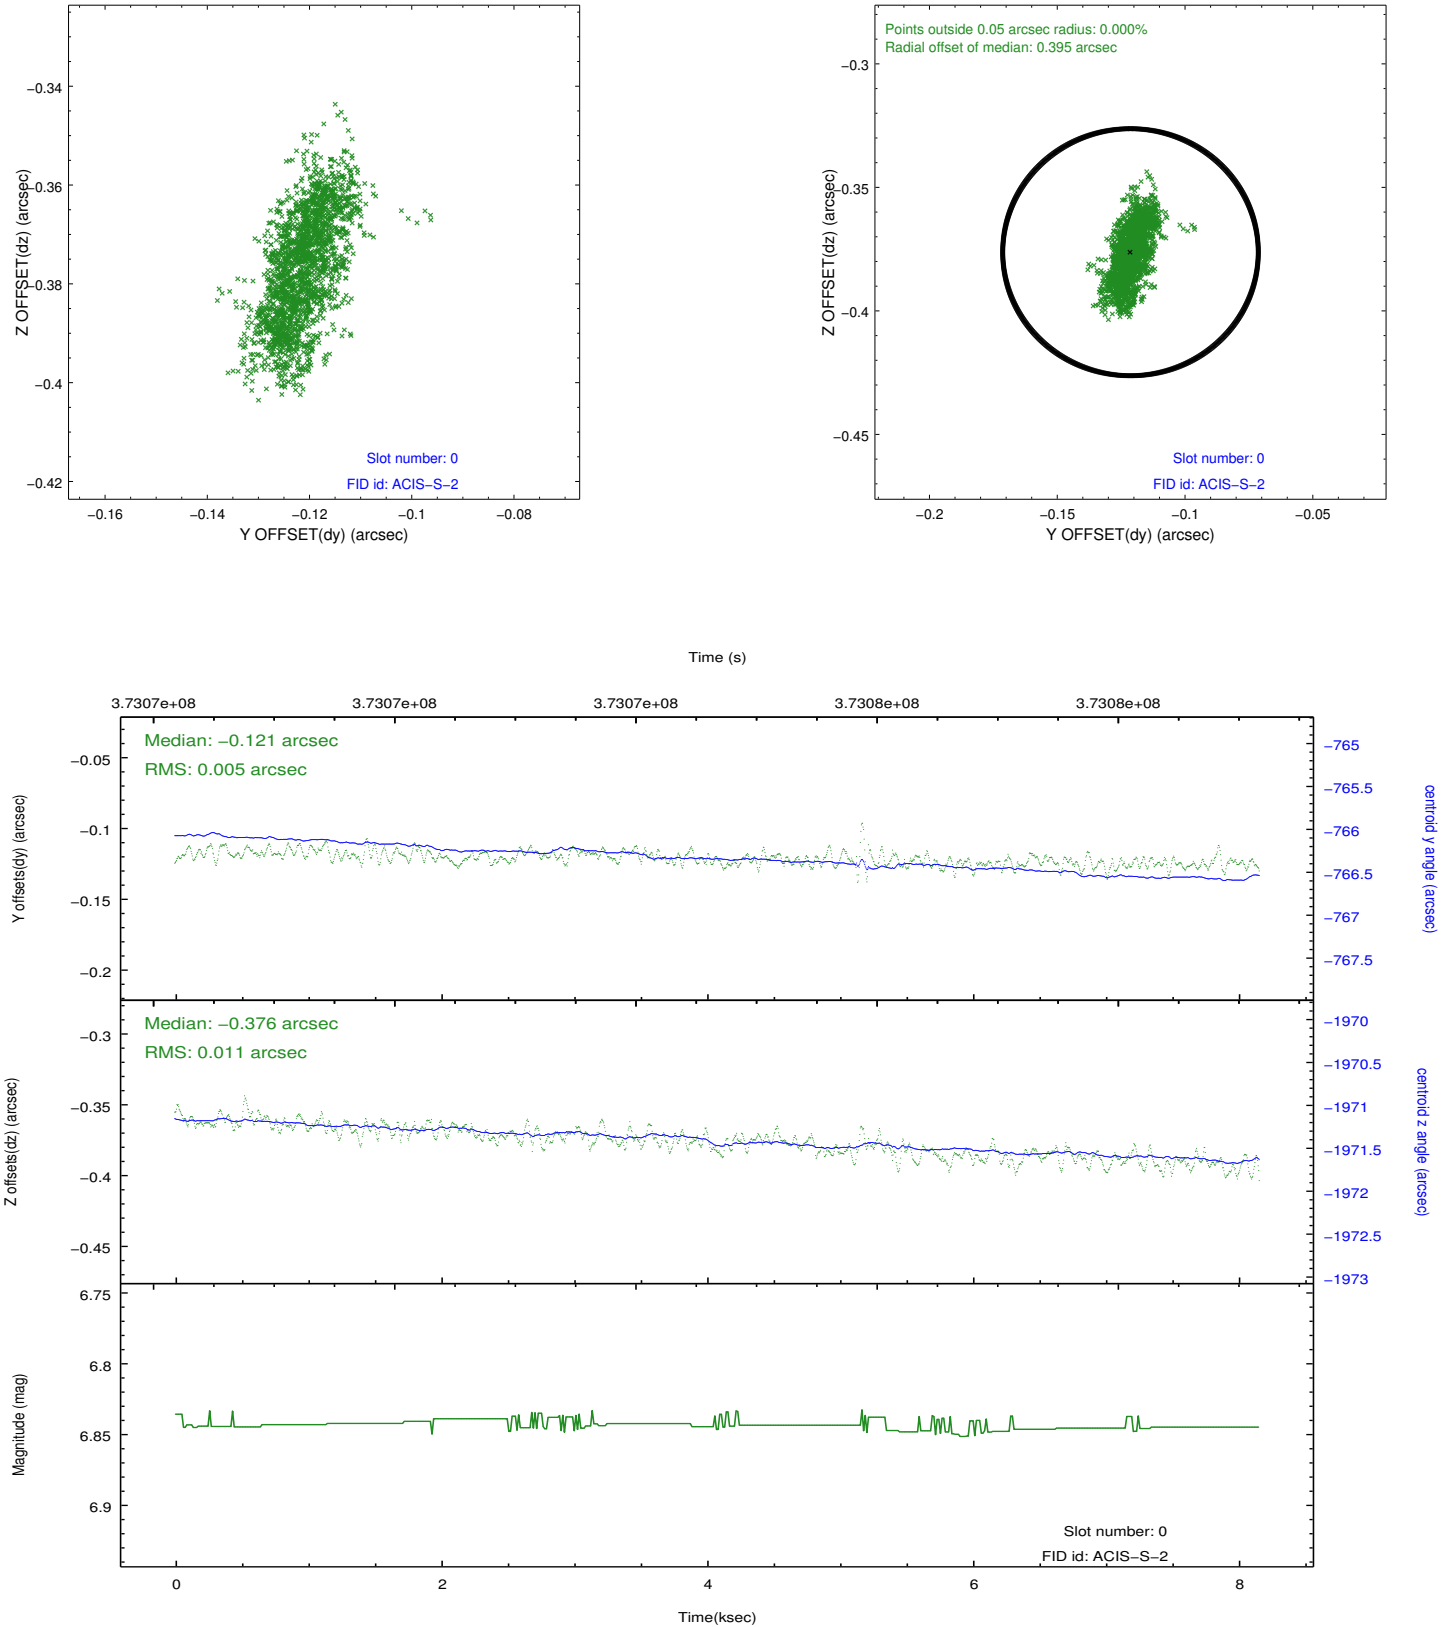 −0.34
−0.36
−0.38
−0.4
−0.42
Z OFFSET(dz) (arcsec)
Slot number: 0
FID id: ACIS−S−2
−0.16
−0.14
−0.12
−0.1
−0.08
Y OFFSET(dy) (arcsec)
Points outside 0.05 arcsec radius: 0.000%
Radial offset of median: 0.395 arcsec
−0.3
−0.35
−0.4
−0.45
Z OFFSET(dz) (arcsec)
Slot number: 0
FID id: ACIS−S−2
−0.2
−0.15
−0.1
−0.05
Y OFFSET(dy) (arcsec)
Time (s)
3.7307e+08
3.7307e+08
3.7307e+08
3.7308e+08
3.7308e+08
Median: −0.121 arcsec
RMS: 0.005 arcsec
−0.05
−0.1
−0.15
−0.2
Y offsets(dy) (arcsec)
−765
−765.5
−766
−766.5
−767
−767.5
centroid y angle (arcsec)
Median: −0.376 arcsec
RMS: 0.011 arcsec
−0.3
−0.35
−0.4
−0.45
Z offsets(dz) (arcsec)
−1970
−1970.5
−1971
−1971.5
−1972
−1972.5
−1973
centroid z angle (arcsec)
6.75
6.8
6.85
6.9
Magnitude (mag)
Slot number: 0
FID id: ACIS−S−2
0
2
4
6
8
Time(ksec)